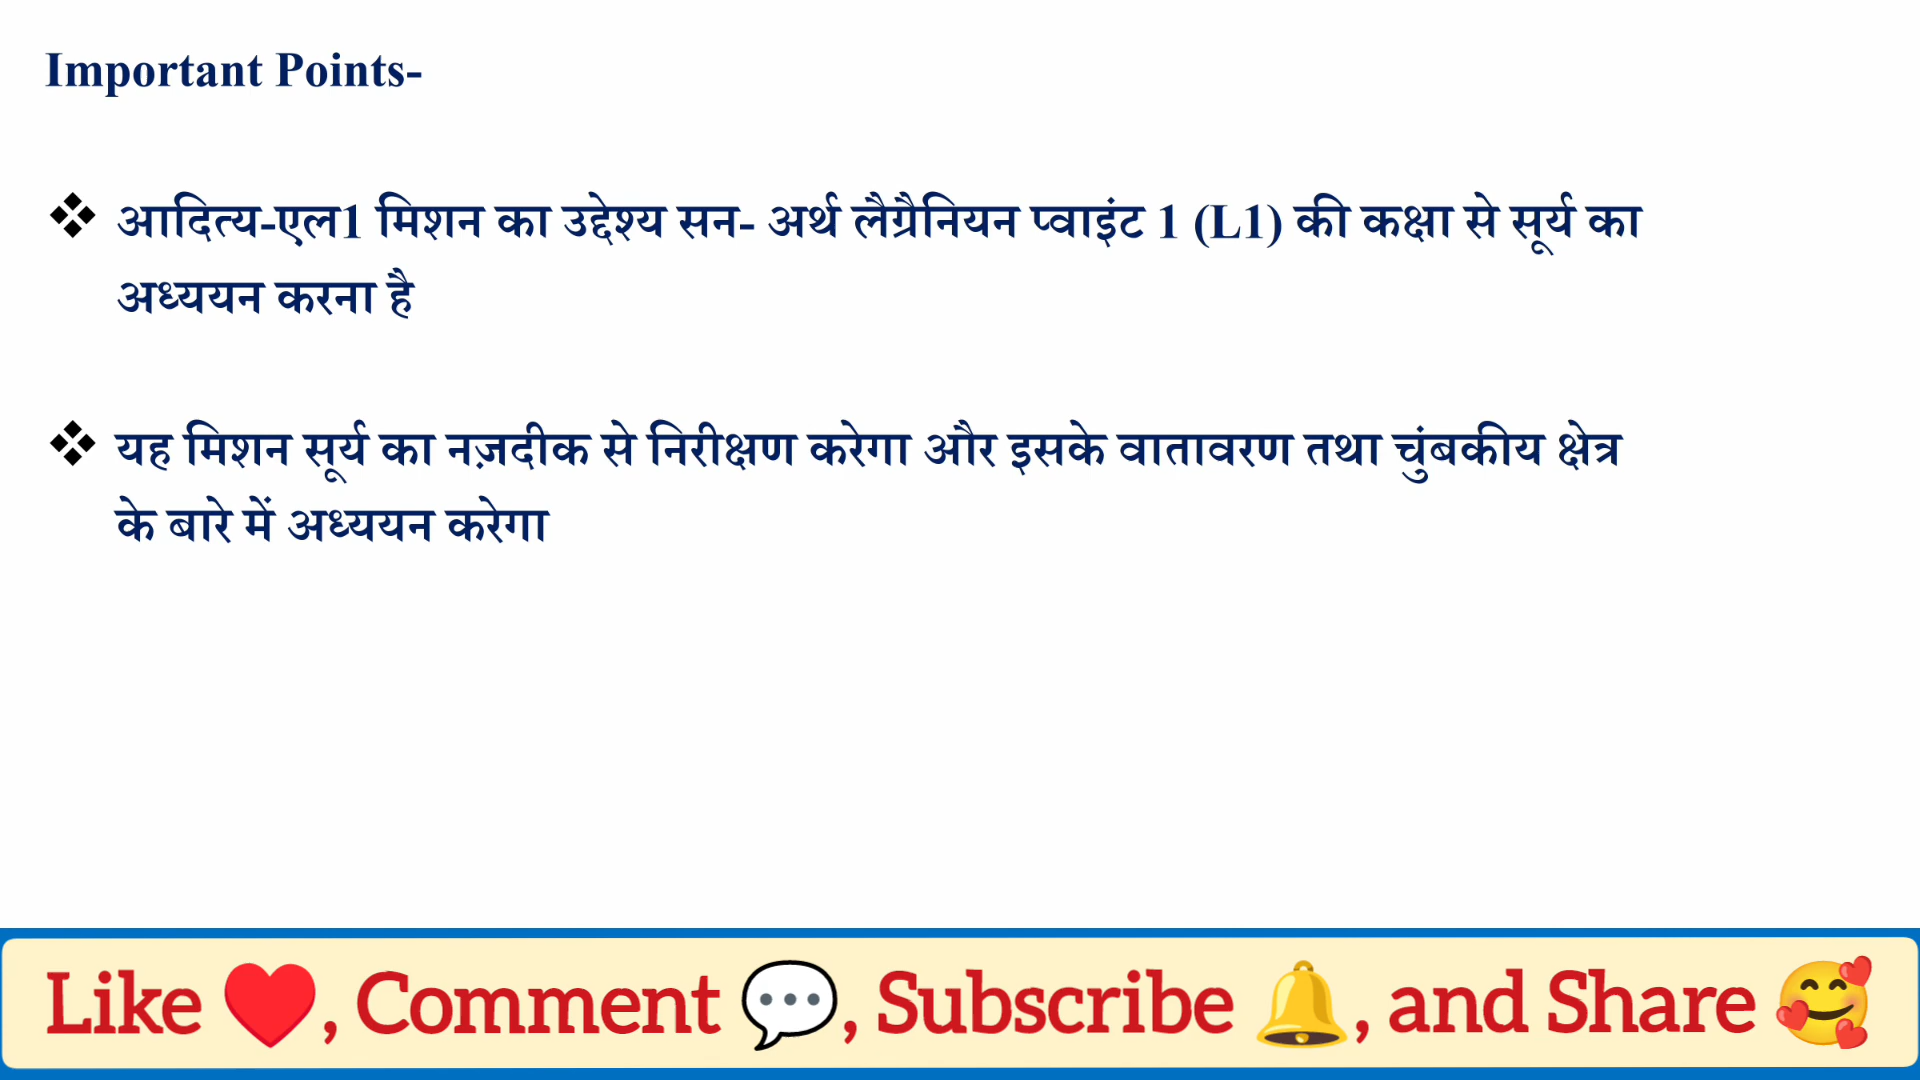 Important Points-
❖ आदित्य-एल1 मिशन का उद्देश्य सन- अर्थ लैग्रैनियन प्वाइंट 1 (L1) की कक्षा से सूर्य का
अध्ययन करना है
❖ यह मिशन सूर्य का नज़दीक से निरीक्षण करेगा और इसके वातावरण तथा चुंबकीय क्षेत्र
के बारे में अध्ययन करेगा
Like ❤️, Comment 💬, Subscribe 🔔, and Share 🥰